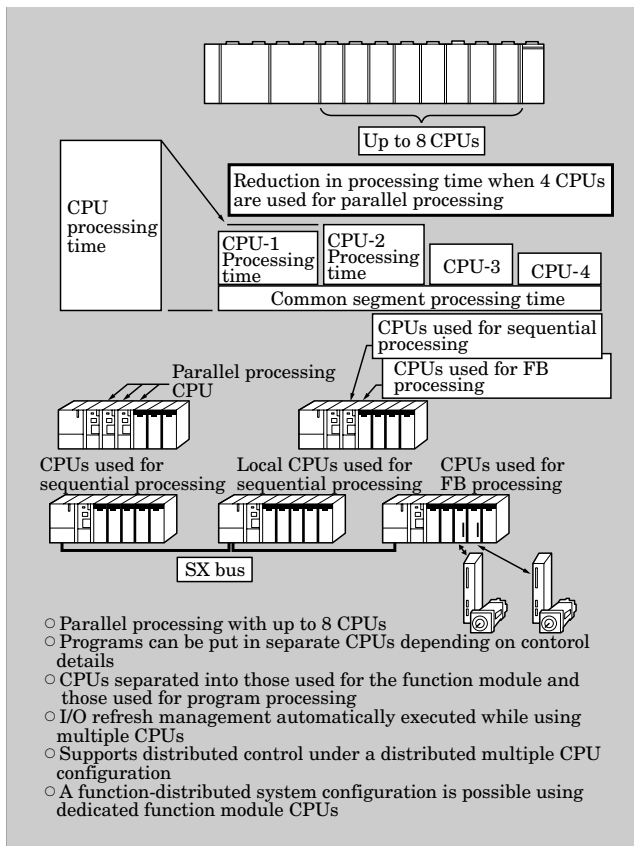 Up to 8 CPUs
Reduction in processing time when 4 CPUs
are used for parallel processing
CPU
processing
time
CPU-1
Processing
time
CPU-2
Processing
time
CPU-3
CPU-4
Common segment processing time
CPUs used for sequential
processing
CPUs used for FB
processing
Parallel processing
CPU
CPUs used for
sequential processing
Local CPUs used for
sequential processing
CPUs used for
FB processing
SX bus
○ Parallel processing with up to 8 CPUs
○ Programs can be put in separate CPUs depending on contorol
details
○ CPUs separated into those used for the function module and
those used for program processing
○ I/O refresh management automatically executed while using
multiple CPUs
○ Supports distributed control under a distributed multiple CPU
configuration
○ A function-distributed system configuration is possible using
dedicated function module CPUs